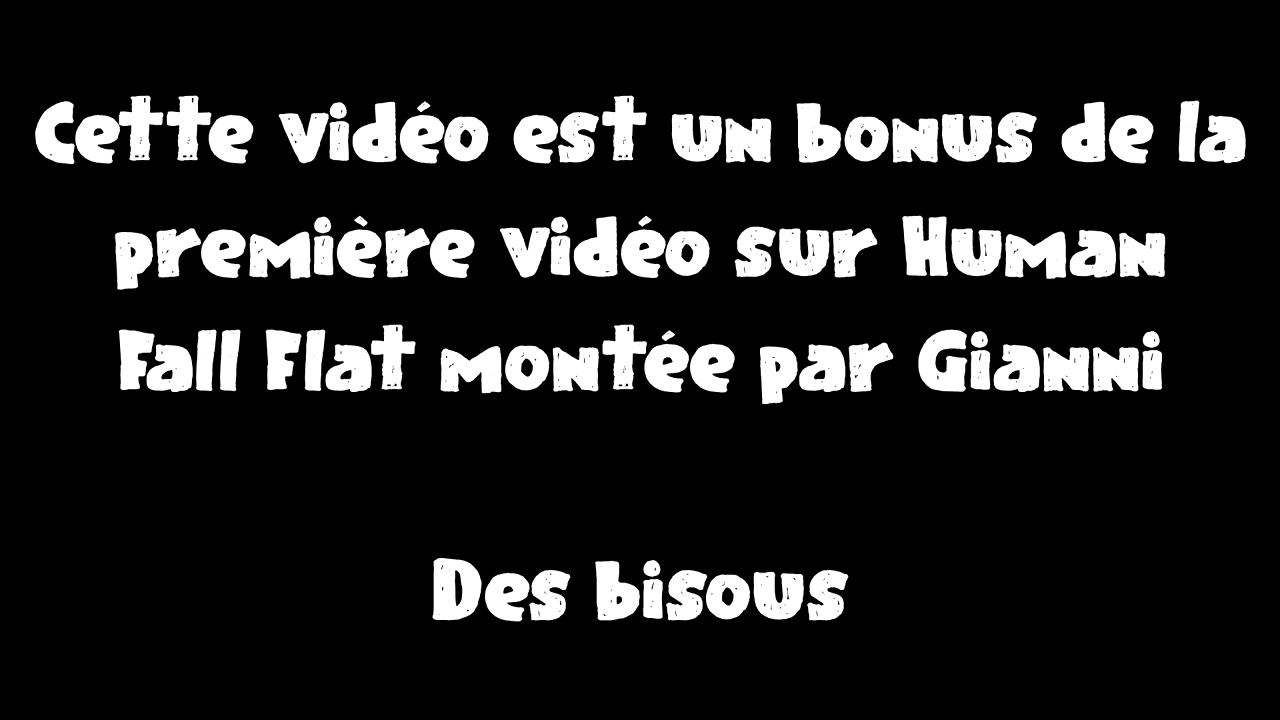 Cette vidéo est un bonus de la
première vidéo sur Human
Fall Flat montée par Gianni
Des bisous